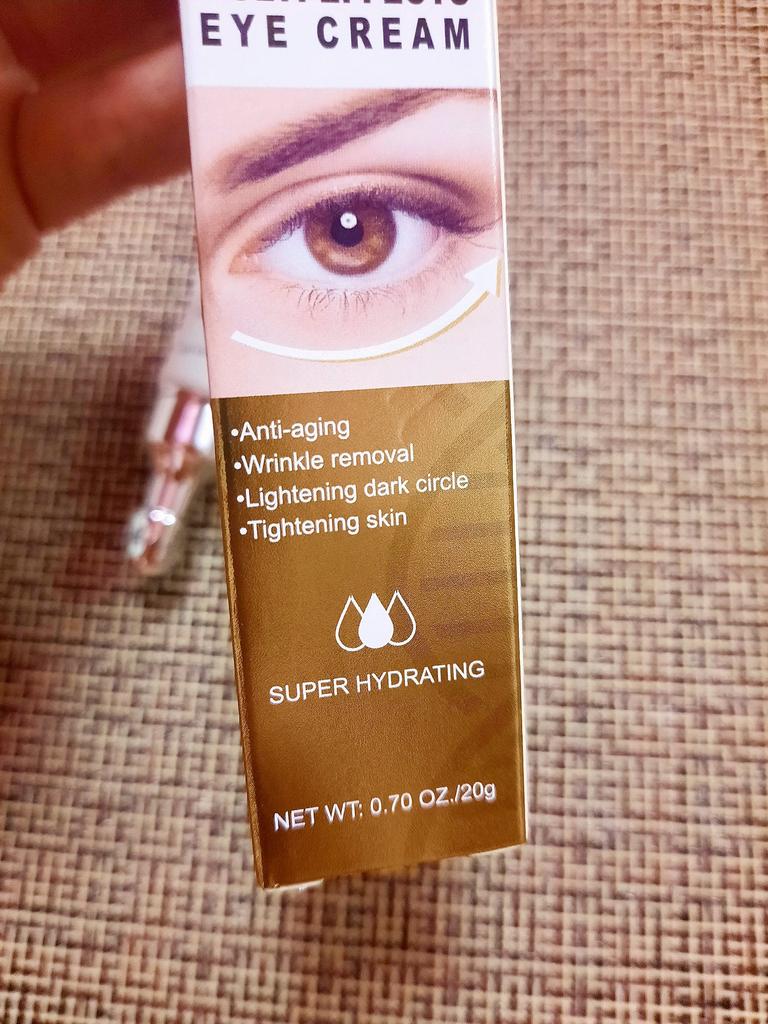 EYE CREAM
•Anti-aging
•Wrinkle removal
•Lightening dark circle
•Tightening skin
SUPER HYDRATING
NET WT: 0.70 OZ./20g